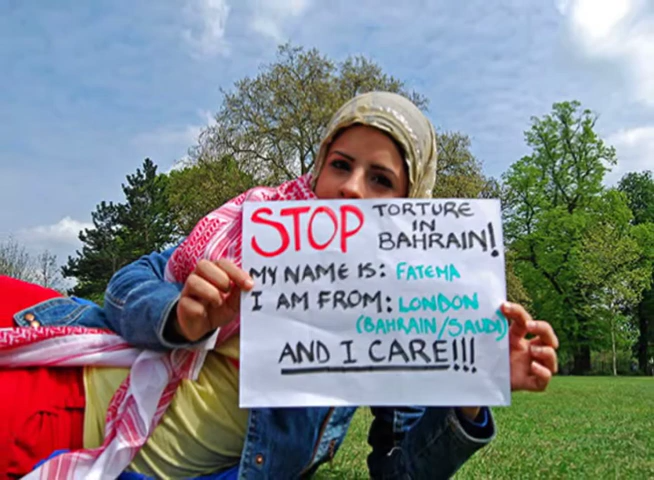 STOP TORTURE
IN
BAHRAIN!
MY NAME IS: FATEMA
I AM FROM: LONDON
(BAHRAIN/SAUDI)
AND I CARE!!!